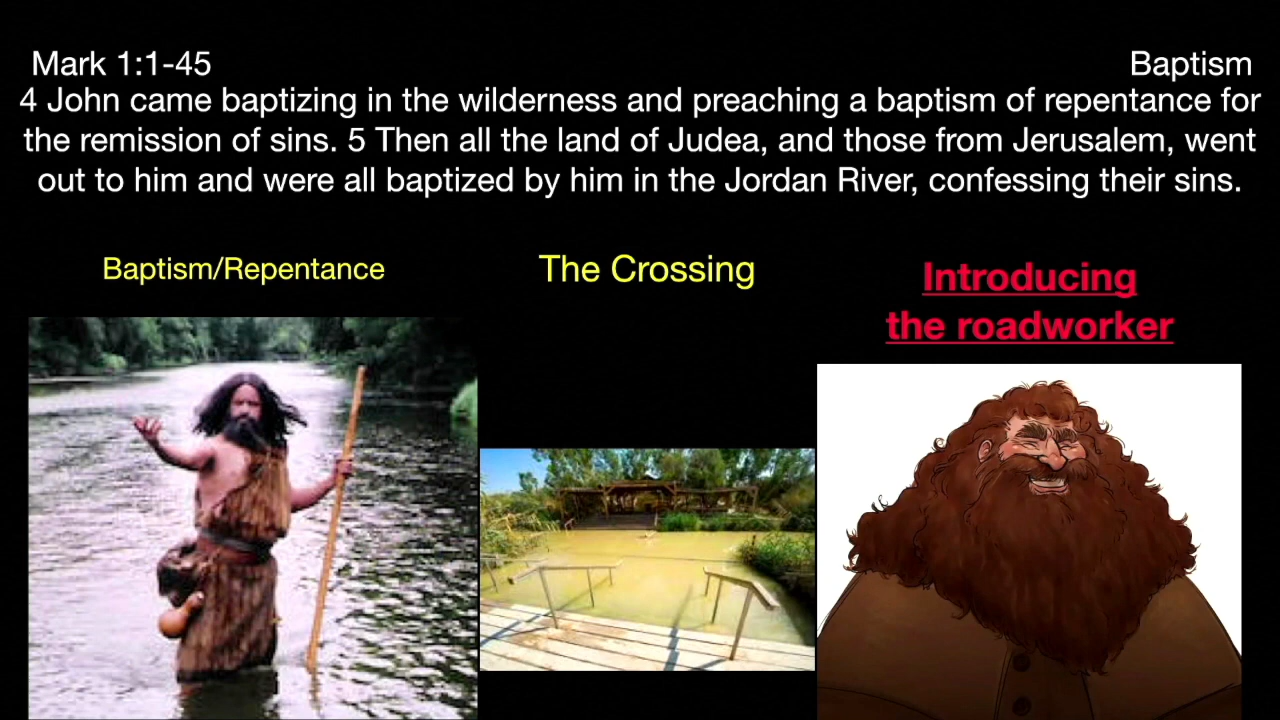 Mark 1:1-45
Baptism
4 John came baptizing in the wilderness and preaching a baptism of repentance for
the remission of sins. 5 Then all the land of Judea, and those from Jerusalem, went
out to him and were all baptized by him in the Jordan River, confessing their sins.
Baptism/Repentance
The Crossing
Introducing
the roadworker